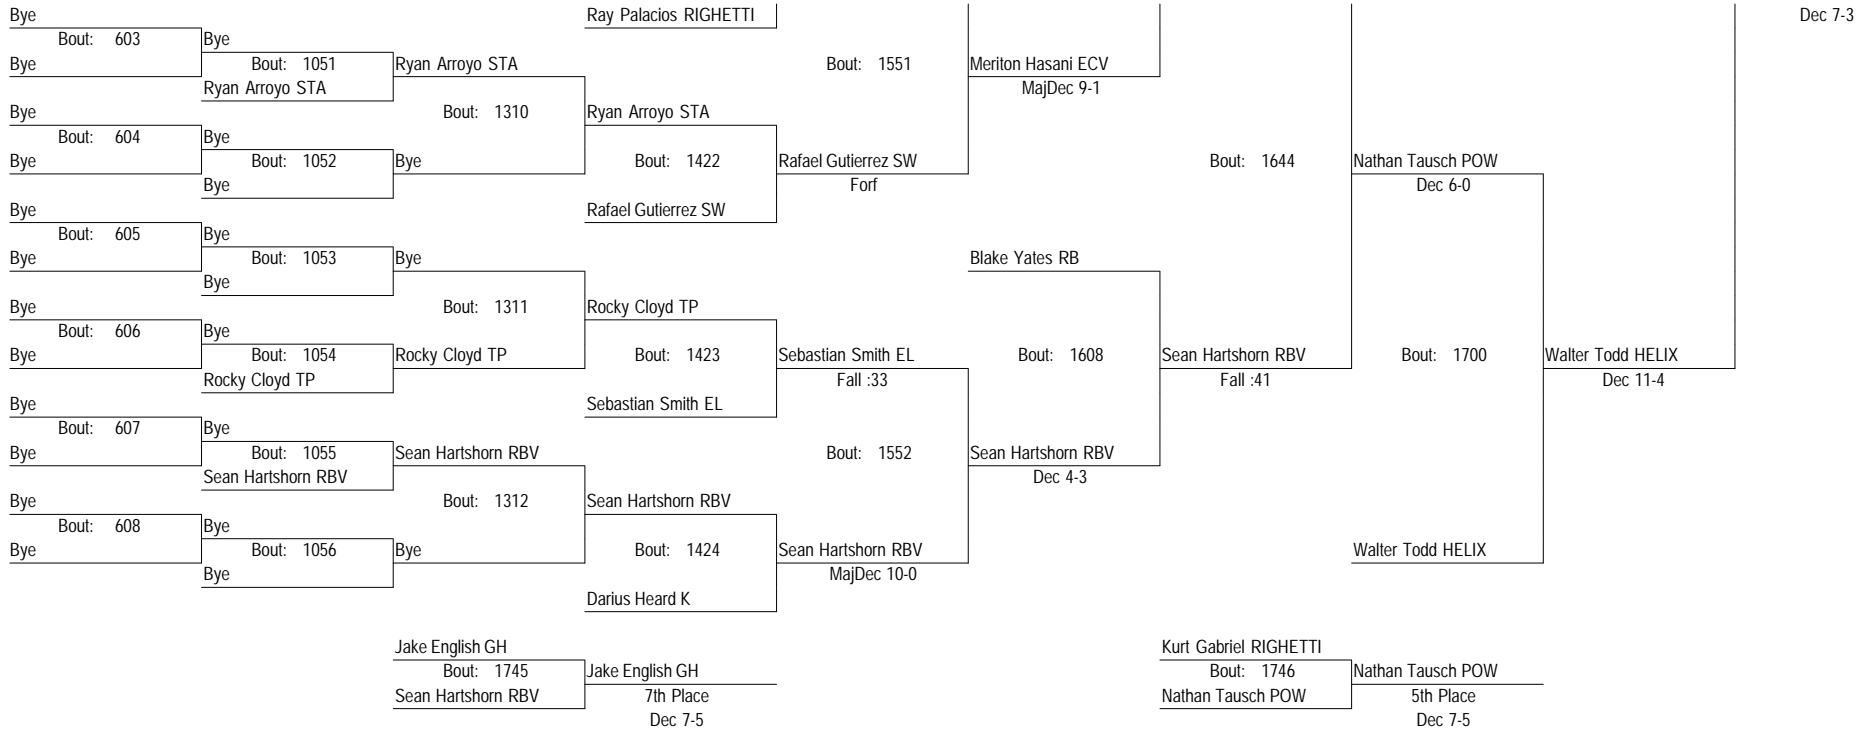 Bye Ray Palacios RIGHETTI Dec 7-3
Bout: 603 Bye
Bye Bout: 1051 Ryan Arroyo STA Bout: 1551 Meriton Hasani ECV
Ryan Arroyo STA MajDec 9-1
Bye Bout: 1310 Ryan Arroyo STA
Bout: 604 Bye
Bye Bout: 1052 Bye Bout: 1422 Rafael Gutierrez SW Bout: 1644 Nathan Tausch POW
Bye Forf Dec 6-0
Bye Rafael Gutierrez SW
Bout: 605 Bye
Bye Bout: 1053 Bye Blake Yates RB
Bye
Bye Bout: 1311 Rocky Cloyd TP
Bout: 606 Bye
Bye Bout: 1054 Rocky Cloyd TP Bout: 1423 Sebastian Smith EL Bout: 1608 Sean Hartshorn RBV Bout: 1700 Walter Todd HELIX
Rocky Cloyd TP Fall :33 Fall :41 Dec 11-4
Bye Sebastian Smith EL
Bout: 607 Bye
Bye Bout: 1055 Sean Hartshorn RBV Bout: 1552 Sean Hartshorn RBV
Sean Hartshorn RBV Dec 4-3
Bye Bout: 1312 Sean Hartshorn RBV
Bout: 608 Bye
Bye Bout: 1056 Bye Bout: 1424 Sean Hartshorn RBV Walter Todd HELIX
Bye MajDec 10-0
Darius Heard K
Jake English GH Kurt Gabriel RIGHETTI
Bout: 1745 Jake English GH Bout: 1746 Nathan Tausch POW
Sean Hartshorn RBV 7th Place Nathan Tausch POW 5th Place
Dec 7-5 Dec 7-5